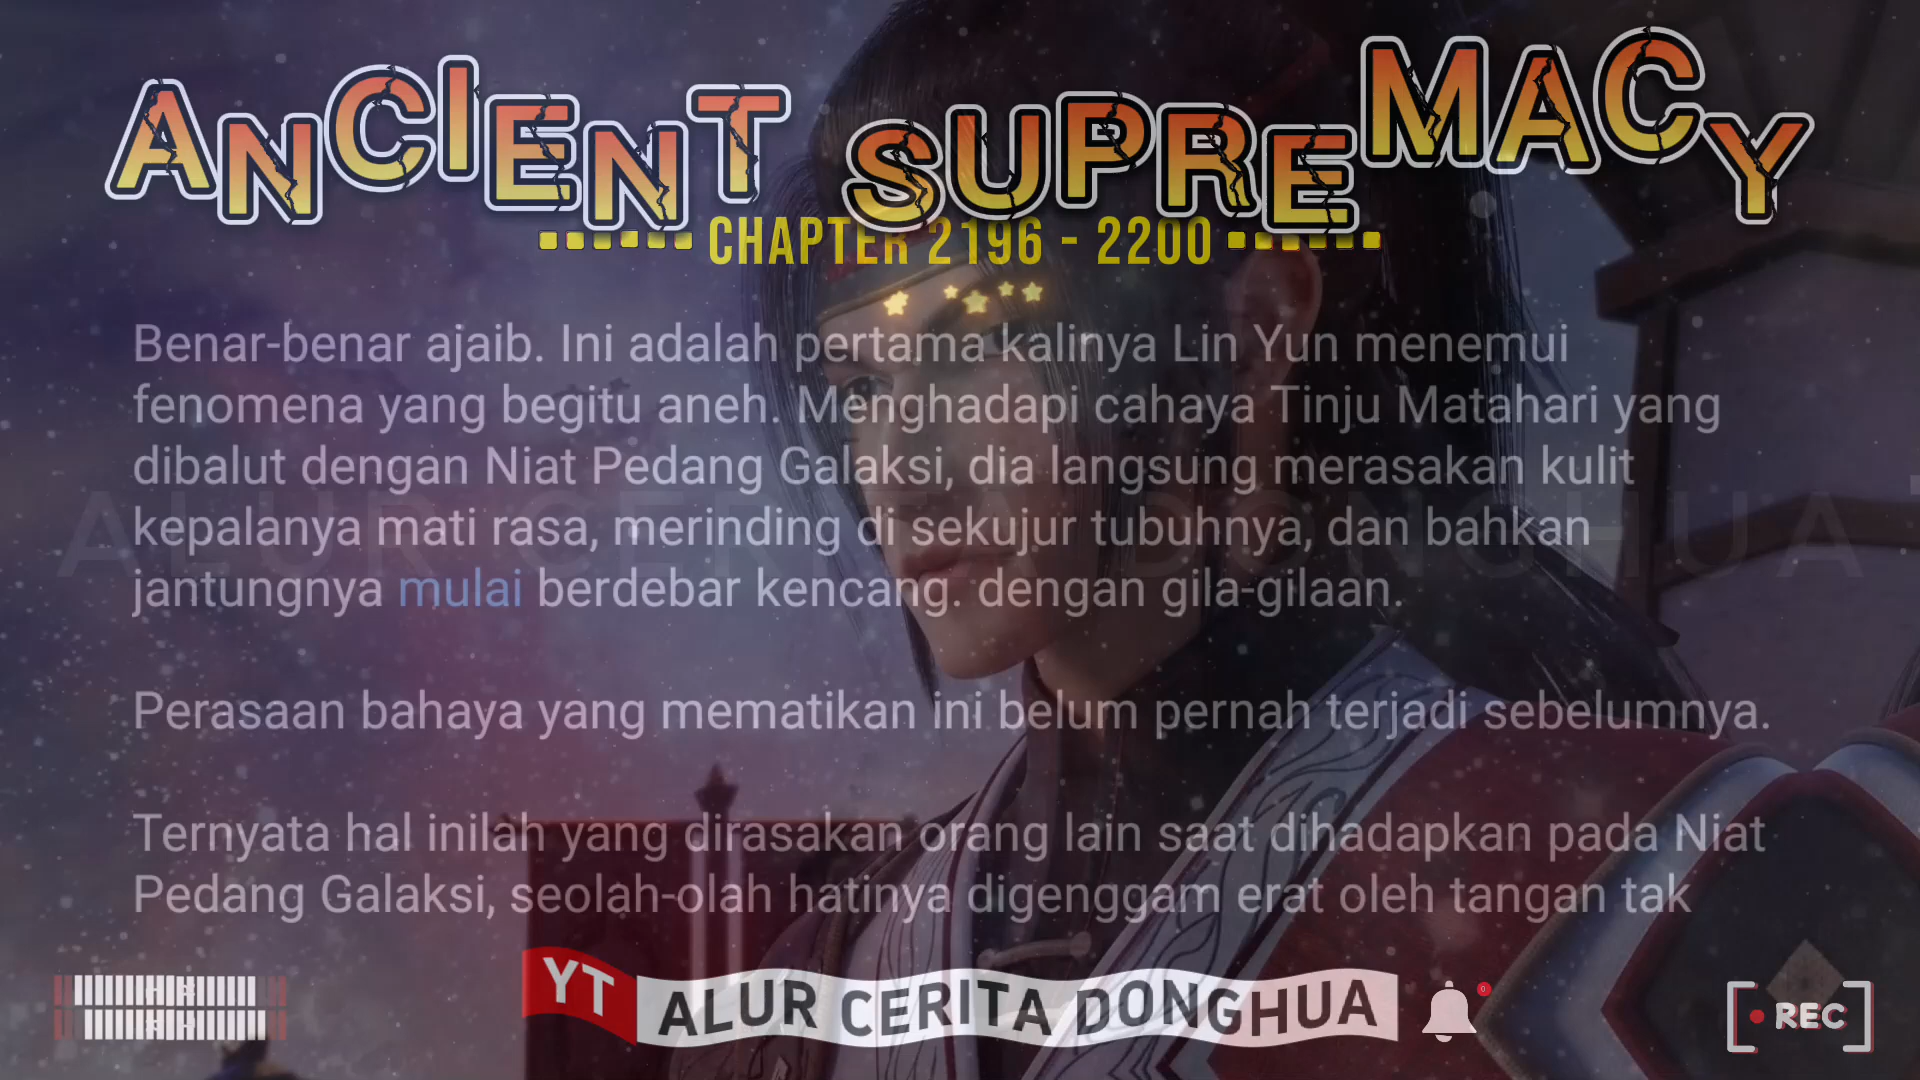 ANCIENT SUPREMACY
CHAPTER 2196 - 2200
Benar-benar ajaib. Ini adalah pertama kalinya Lin Yun menemui
fenomena yang begitu aneh. Menghadapi cahaya Tinju Matahari yang
dibalut dengan Niat Pedang Galaksi, dia langsung merasakan kulit
kepalanya mati rasa, merinding di sekujur tubuhnya, dan bahkan
jantungnya mulai berdebar kencang. dengan gila-gilaan.
ALUR CERITA DONGHUA
Perasaan bahaya yang mematikan ini belum pernah terjadi sebelumnya.
Ternyata hal inilah yang dirasakan orang lain saat dihadapkan pada Niat
Pedang Galaksi, seolah-olah hatinya digenggam erat oleh tangan tak
YT ALUR CERITA DONGHUA
0
REC